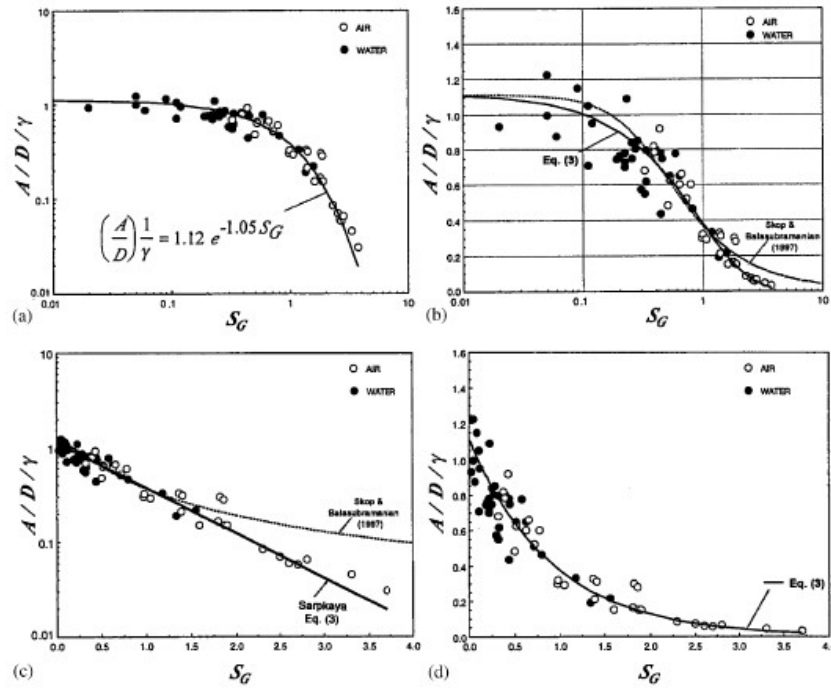 10
AIR
WATER
1
A / D / γ
0.1
(A/D) 1/γ = 1.12 e^-1.05 S_G
0.01
0.01 0.1 1 10
(a)
S_G
1.6
AIR
WATER
1.4
1.2
1.0
A / D / γ
0.8
Eq. (3)
0.6
0.4
Skop &
Balasubramanian
(1997)
0.2
0.0
0.01 0.1 1 10
(b)
S_G
10
AIR
WATER
1
A / D / γ
Skop &
Balasubramanian
(1997)
0.1
Sarpkaya
Eq. (3)
0.01
0.0 0.5 1.0 1.5 2.0 2.5 3.0 3.5 4.0
(c)
S_G
1.6
AIR
1.4
WATER
1.2
1.0
A / D / γ
0.8
0.6
0.4
Eq. (3)
0.2
0.0
0.0 0.5 1.0 1.5 2.0 2.5 3.0 3.5 4.0
(d)
S_G